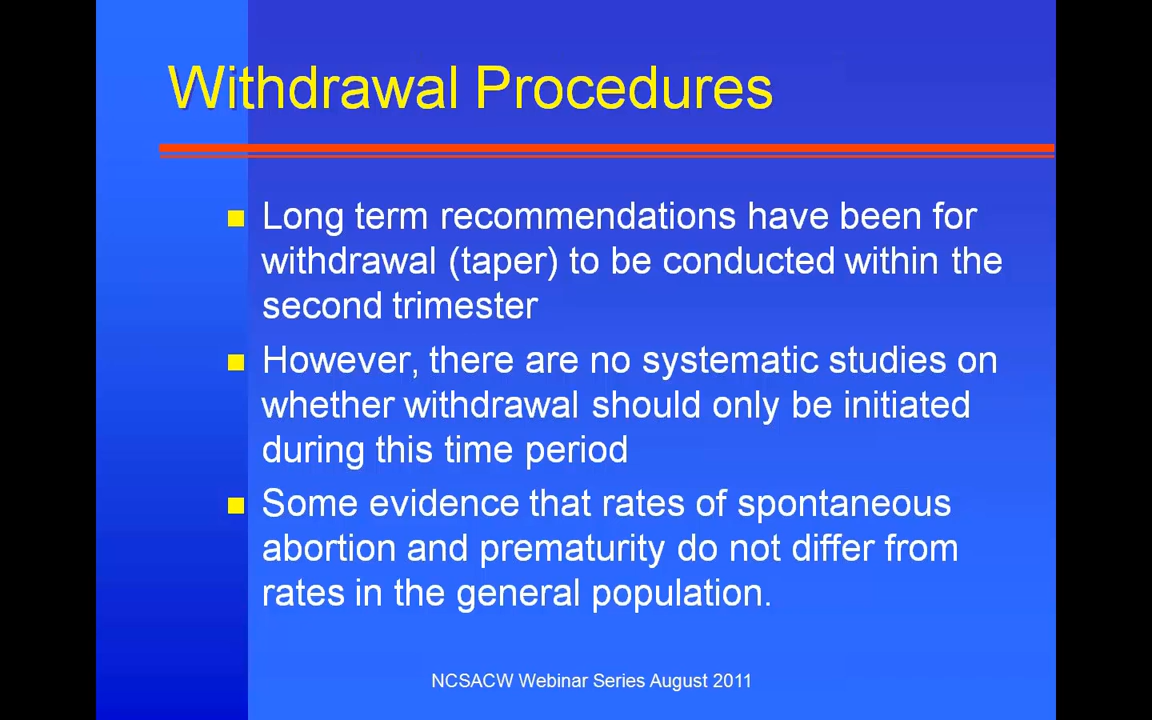 Withdrawal Procedures
Long term recommendations have been for
withdrawal (taper) to be conducted within the
second trimester
However, there are no systematic studies on
whether withdrawal should only be initiated
during this time period
Some evidence that rates of spontaneous
abortion and prematurity do not differ from
rates in the general population.
NCSACW Webinar Series August 2011